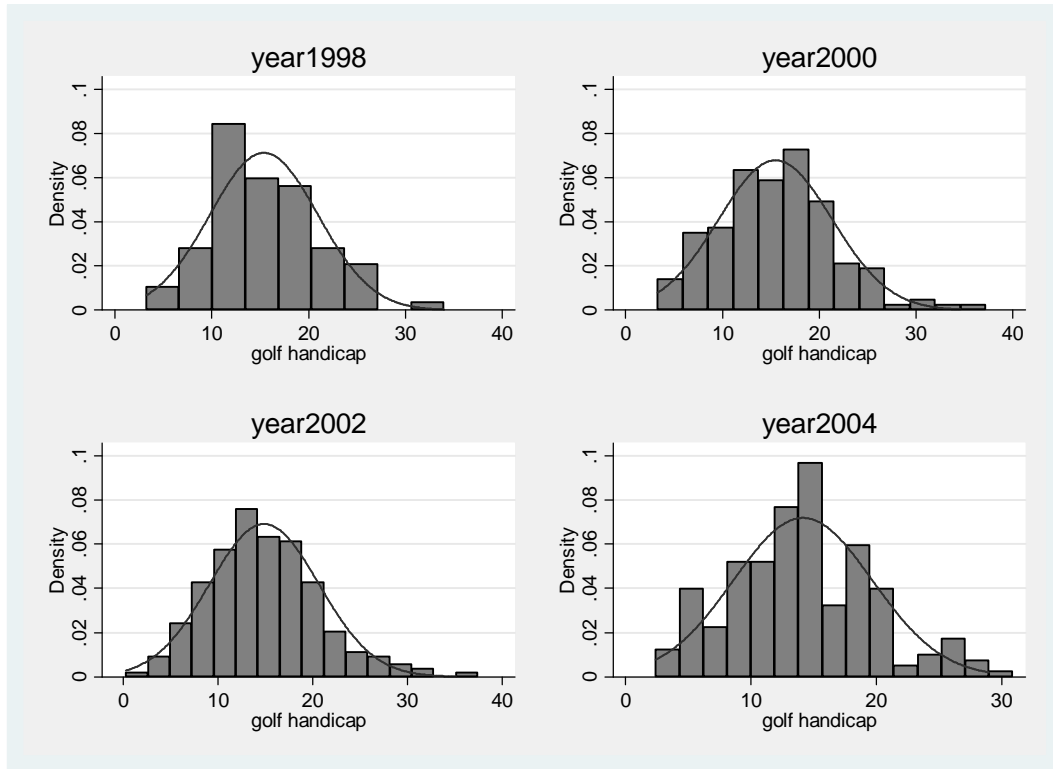 year1998
Density
0 .02 .04 .06 .08 .1
0 10 20 30 40
golf handicap
year2000
Density
0 .02 .04 .06 .08 .1
0 10 20 30 40
golf handicap
year2002
Density
0 .02 .04 .06 .08 .1
0 10 20 30 40
golf handicap
year2004
Density
0 .02 .04 .06 .08 .1
0 10 20 30
golf handicap